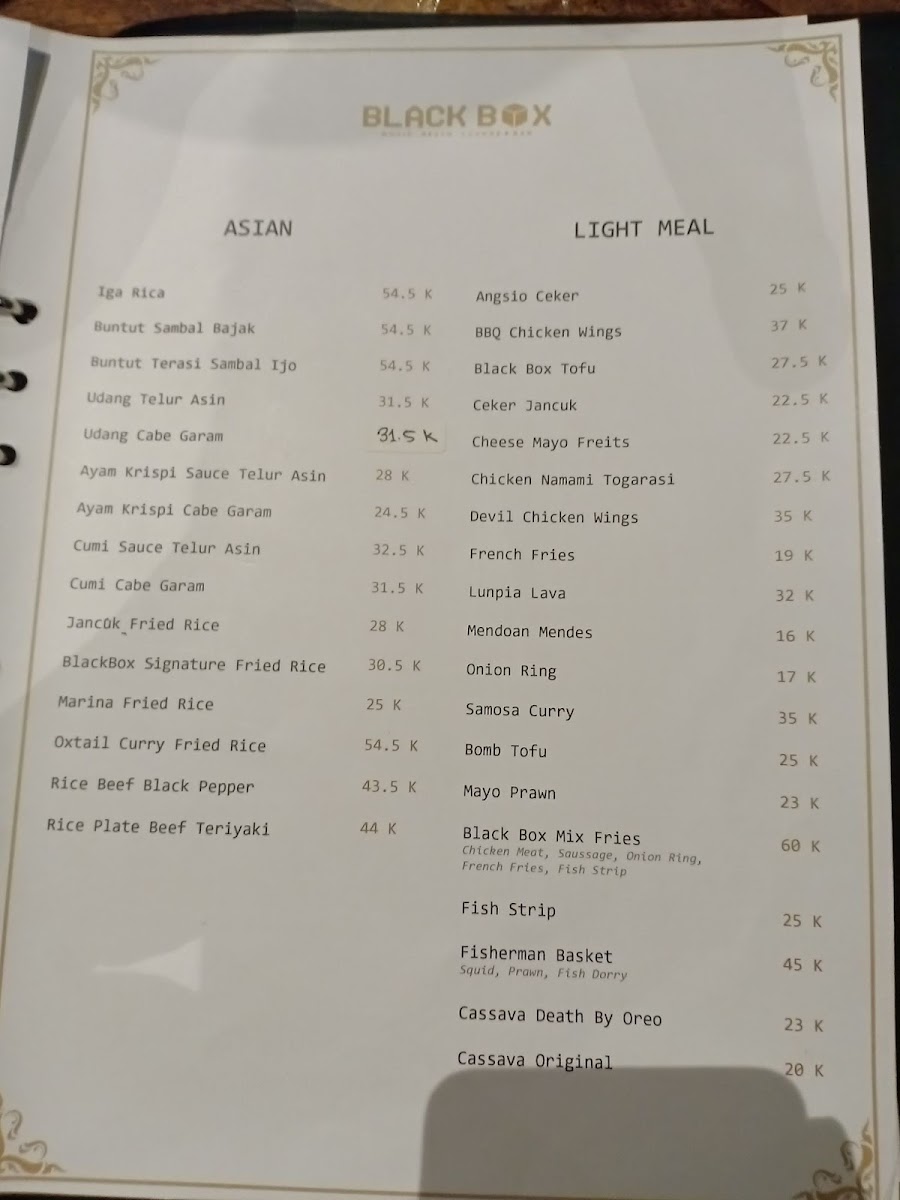 BLACK BOX
ASIAN
Iga Rica 54.5 K
Buntut Sambal Bajak 54.5 K
Buntut Terasi Sambal Ijo 54.5 K
Udang Telur Asin 31.5 K
Udang Cabe Garam 31.5 K
Ayam Krispi Sauce Telur Asin 28 K
Ayam Krispi Cabe Garam 24.5 K
Cumi Sauce Telur Asin 32.5 K
Cumi Cabe Garam 31.5 K
Jancuk Fried Rice 28 K
BlackBox Signature Fried Rice 30.5 K
Marina Fried Rice 25 K
Oxtail Curry Fried Rice 54.5 K
Rice Beef Black Pepper 43.5 K
Rice Plate Beef Teriyaki 44 K
LIGHT MEAL
Angsio Ceker 25 K
BBQ Chicken Wings 37 K
Black Box Tofu 27.5 K
Ceker Jancuk 22.5 K
Cheese Mayo Freits 22.5 K
Chicken Namami Togarasi 27.5 K
Devil Chicken Wings 35 K
French Fries 19 K
Lunpia Lava 32 K
Mendoan Mendes 16 K
Onion Ring 17 K
Samosa Curry 35 K
Bomb Tofu 25 K
Mayo Prawn 23 K
Black Box Mix Fries 60 K
Chicken Meat, Saussage, Onion Ring,
French Fries, Fish Strip
Fish Strip 25 K
Fisherman Basket 45 K
Squid, Prawn, Fish Dorry
Cassava Death By Oreo 23 K
Cassava Original 20 K